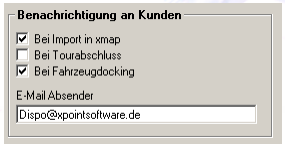 Benachrichtigung an Kunden
Bei Import in xmap
Bei Tourabschluss
Bei Fahrzeugdocking
E-Mail Absender
Dispo@xpointsoftware.de